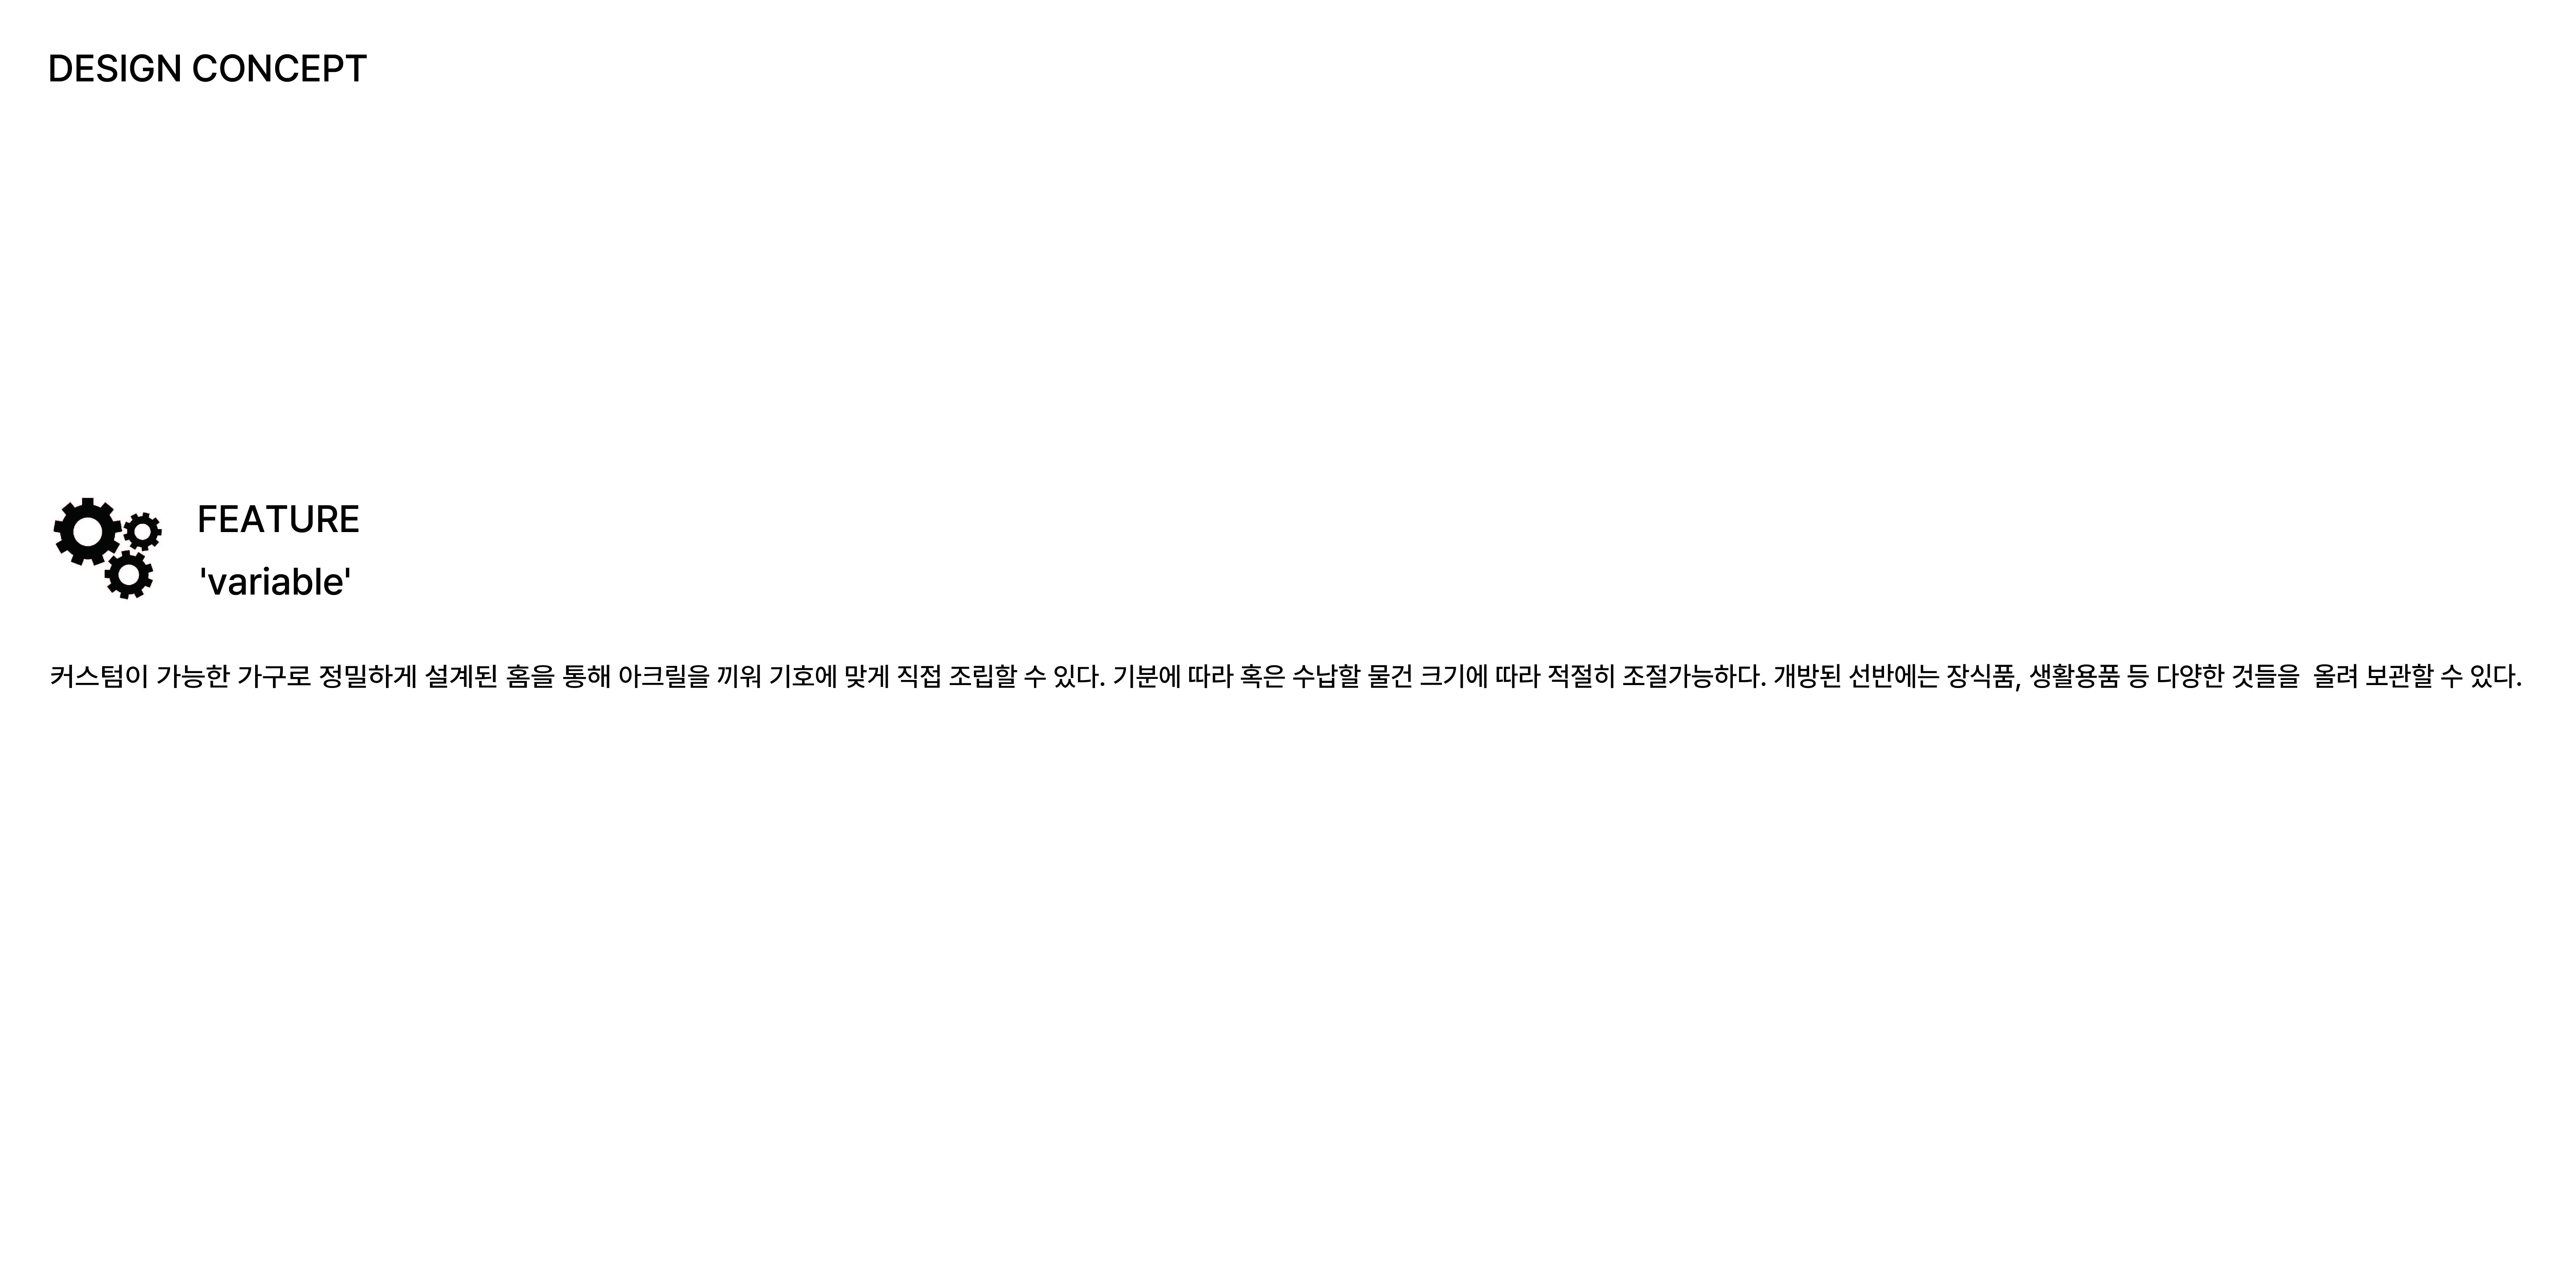 DESIGN CONCEPT
FEATURE
'variable'
커스텀이 가능한 가구로 정밀하게 설계된 홈을 통해 아크릴을 끼워 기호에 맞게 직접 조립할 수 있다. 기분에 따라 혹은 수납할 물건 크기에 따라 적절히 조절가능하다. 개방된 선반에는 장식품, 생활용품 등 다양한 것들을  올려 보관할 수 있다.